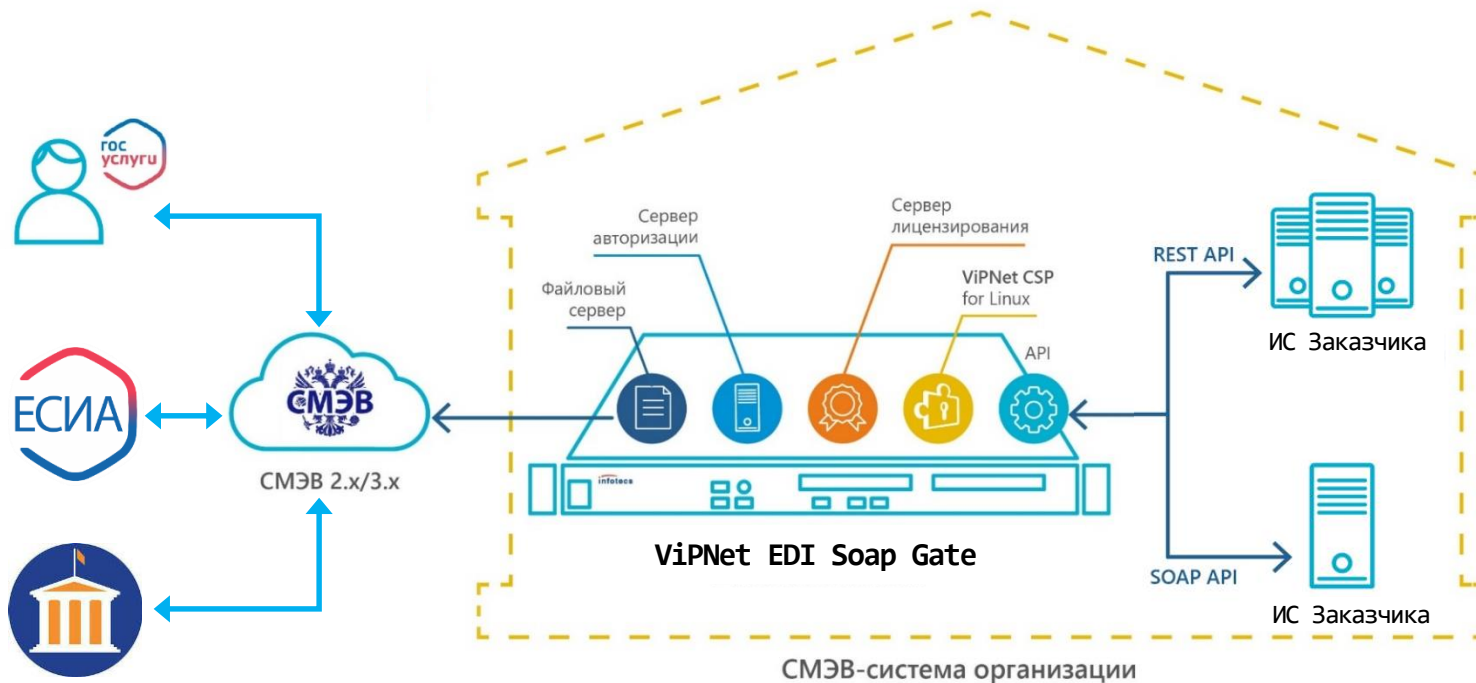 гос
услуги
ЕСИА
СМЭВ
СМЭВ 2.x/3.x
Файловый
сервер
Сервер
авторизации
Сервер
лицензирования
ViPNet CSP
for Linux
API
infotecs
ViPNet EDI Soap Gate
REST API
ИС Заказчика
SOAP API
ИС Заказчика
СМЭВ-система организации